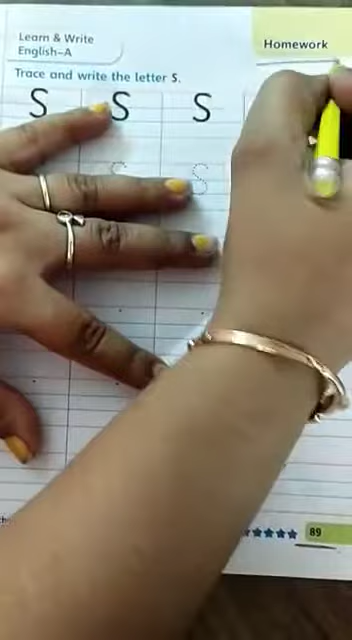 Learn & Write
English–A
Homework
Trace and write the letter S.
S S S
S S
89